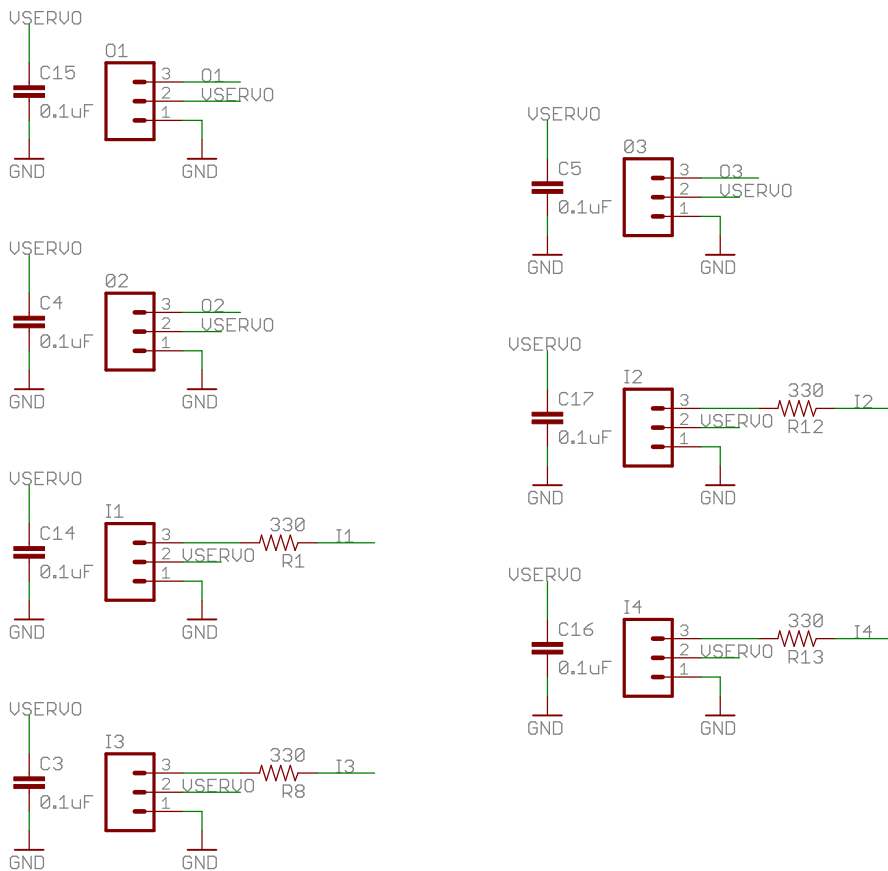 VSERVO
C15
0.1uF
GND
O1
3 O1
2 VSERVO
1
GND
VSERVO
C4
0.1uF
GND
O2
3 O2
2 VSERVO
1
GND
VSERVO
C14
0.1uF
GND
I1
3 330 I1
R1
2 VSERVO
1
GND
VSERVO
C3
0.1uF
GND
I3
3 330 I3
R8
2 VSERVO
1
GND
VSERVO
C5
0.1uF
GND
O3
3 O3
2 VSERVO
1
GND
VSERVO
C17
0.1uF
GND
I2
3 330 I2
R12
2 VSERVO
1
GND
VSERVO
C16
0.1uF
GND
I4
3 330 I4
R13
2 VSERVO
1
GND